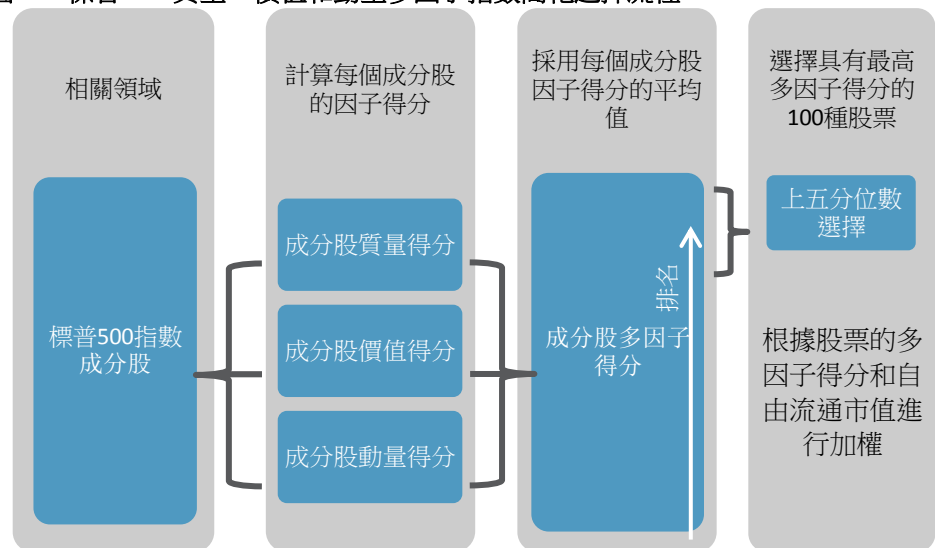 相關領域
標普500指數
成分股
計算每個成分股
的因子得分
成分股質量得分
成分股價值得分
成分股動量得分
採用每個成分股
因子得分的平均
值
排名
成分股多因子
得分
選擇具有最高
多因子得分的
100種股票
上五分位數
選擇
根據股票的多
因子得分和自
由流通市值進
行加權